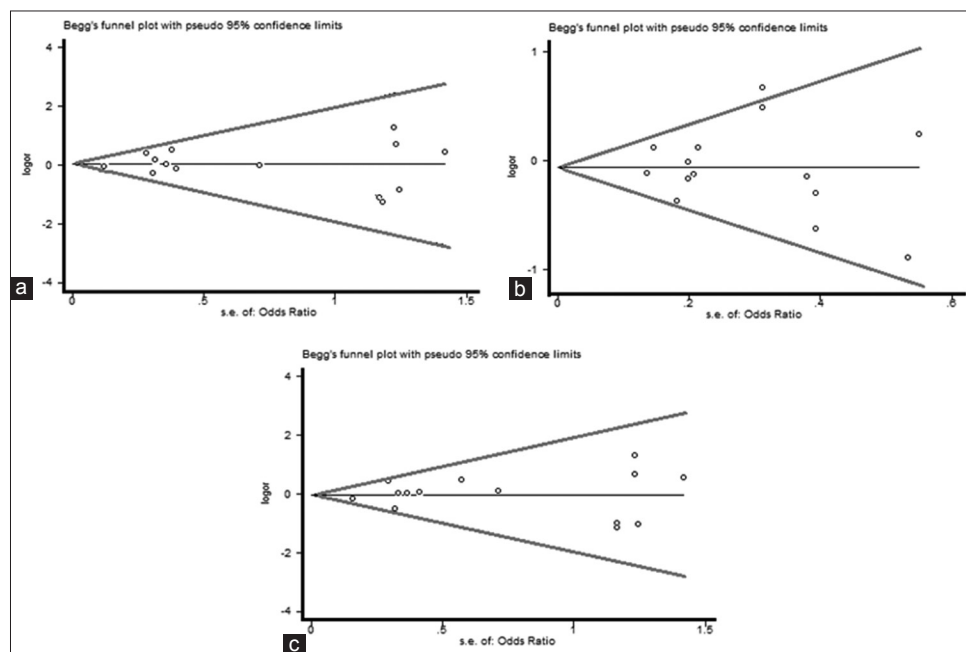 Begg's funnel plot with pseudo 95% confidence limits
4
2
0
-2
-4
logor
0 .5 1 1.5
s.e. of: Odds Ratio
a
Begg's funnel plot with pseudo 95% confidence limits
1
0
-1
logor
0 .2 .4 .6
s.e. of: Odds Ratio
b
Begg's funnel plot with pseudo 95% confidence limits
4
2
0
-2
-4
logor
0 .5 1 1.5
s.e. of: Odds Ratio
c